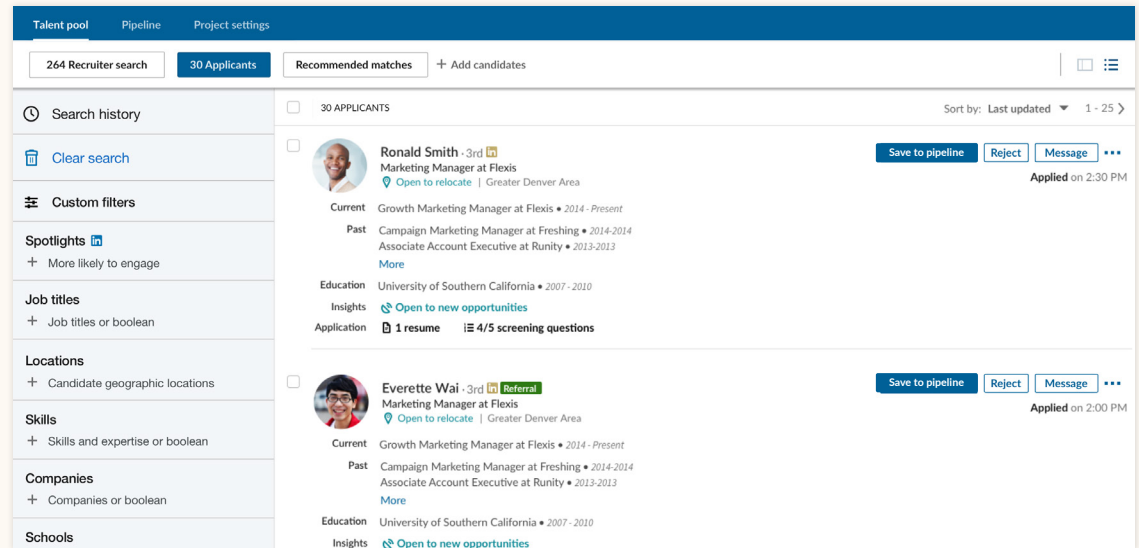 Talent pool Pipeline Project settings
264 Recruiter search 30 Applicants Recommended matches + Add candidates
Search history
Clear search
Custom filters
Spotlights in
+ More likely to engage
Job titles
+ Job titles or boolean
Locations
+ Candidate geographic locations
Skills
+ Skills and expertise or boolean
Companies
+ Companies or boolean
Schools
30 APPLICANTS Sort by: Last updated 1 - 25
Ronald Smith · 3rd in Save to pipeline Reject Message
Marketing Manager at Flexis
Open to relocate | Greater Denver Area Applied on 2:30 PM
Current Growth Marketing Manager at Flexis • 2014 - Present
Past Campaign Marketing Manager at Freshing • 2014-2014
Associate Account Executive at Runity • 2013-2013
More
Education University of Southern California • 2007 - 2010
Insights Open to new opportunities
Application 1 resume 4/5 screening questions
Everette Wai · 3rd in Referral Save to pipeline Reject Message
Marketing Manager at Flexis
Open to relocate | Greater Denver Area Applied on 2:00 PM
Current Growth Marketing Manager at Flexis • 2014 - Present
Past Campaign Marketing Manager at Freshing • 2014-2014
Associate Account Executive at Runity • 2013-2013
More
Education University of Southern California • 2007 - 2010
Insights Open to new opportunities